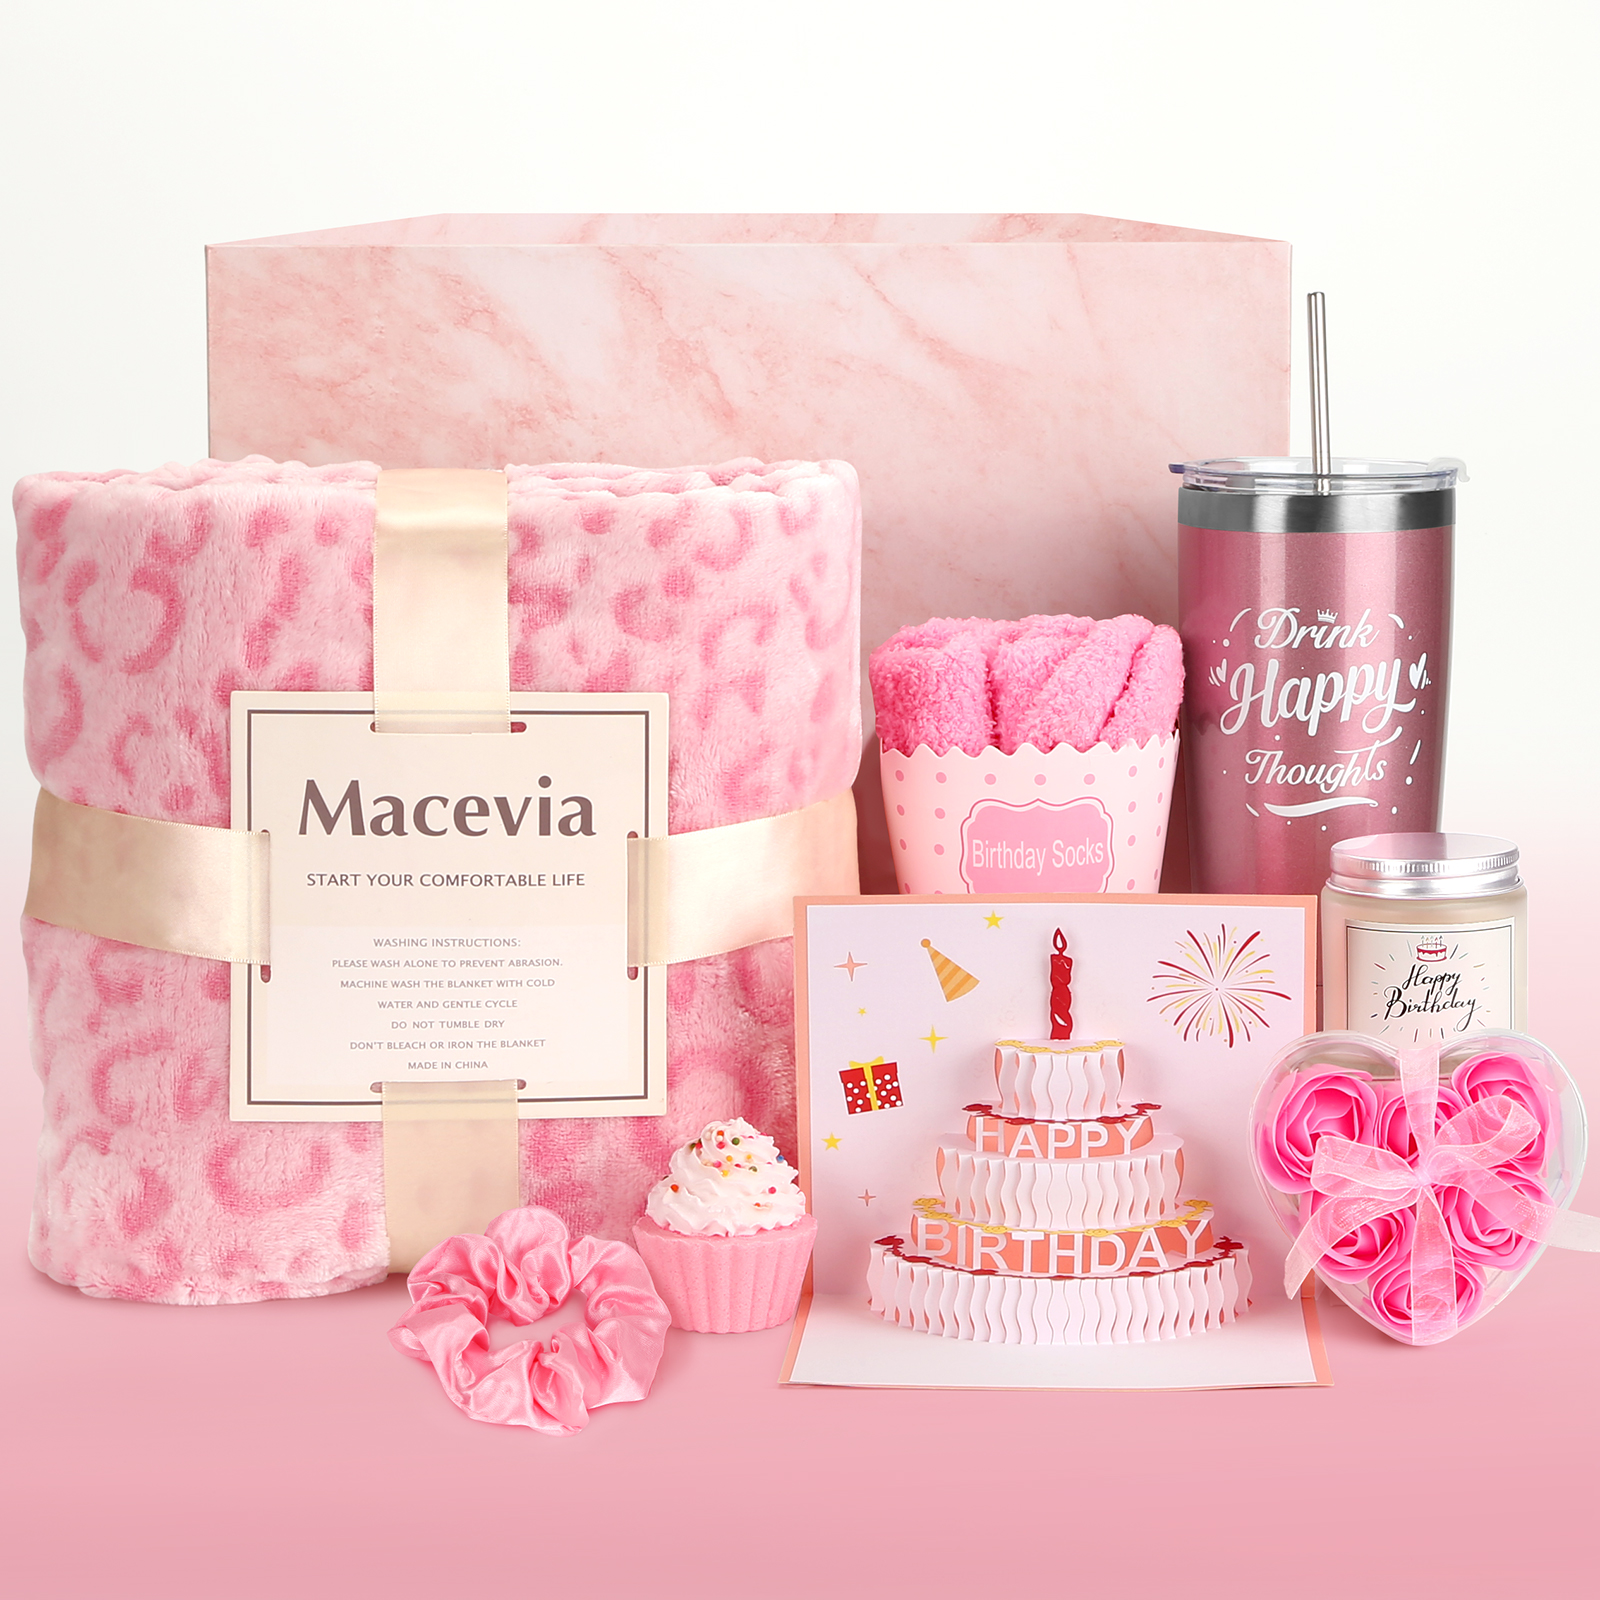 Macevia
START YOUR COMFORTABLE LIFE
WASHING INSTRUCTIONS:
PLEASE WASH ALONE TO PREVENT ABRASION.
MACHINE WASH THE BLANKET WITH COLD
WATER AND GENTLE CYCLE
DO NOT TUMBLE DRY
DON'T BLEACH OR IRON THE BLANKET
MADE IN CHINA
Birthday Socks
Drink
Happy
Thoughts
Happy
Birthday
HAPPY
BIRTHDAY